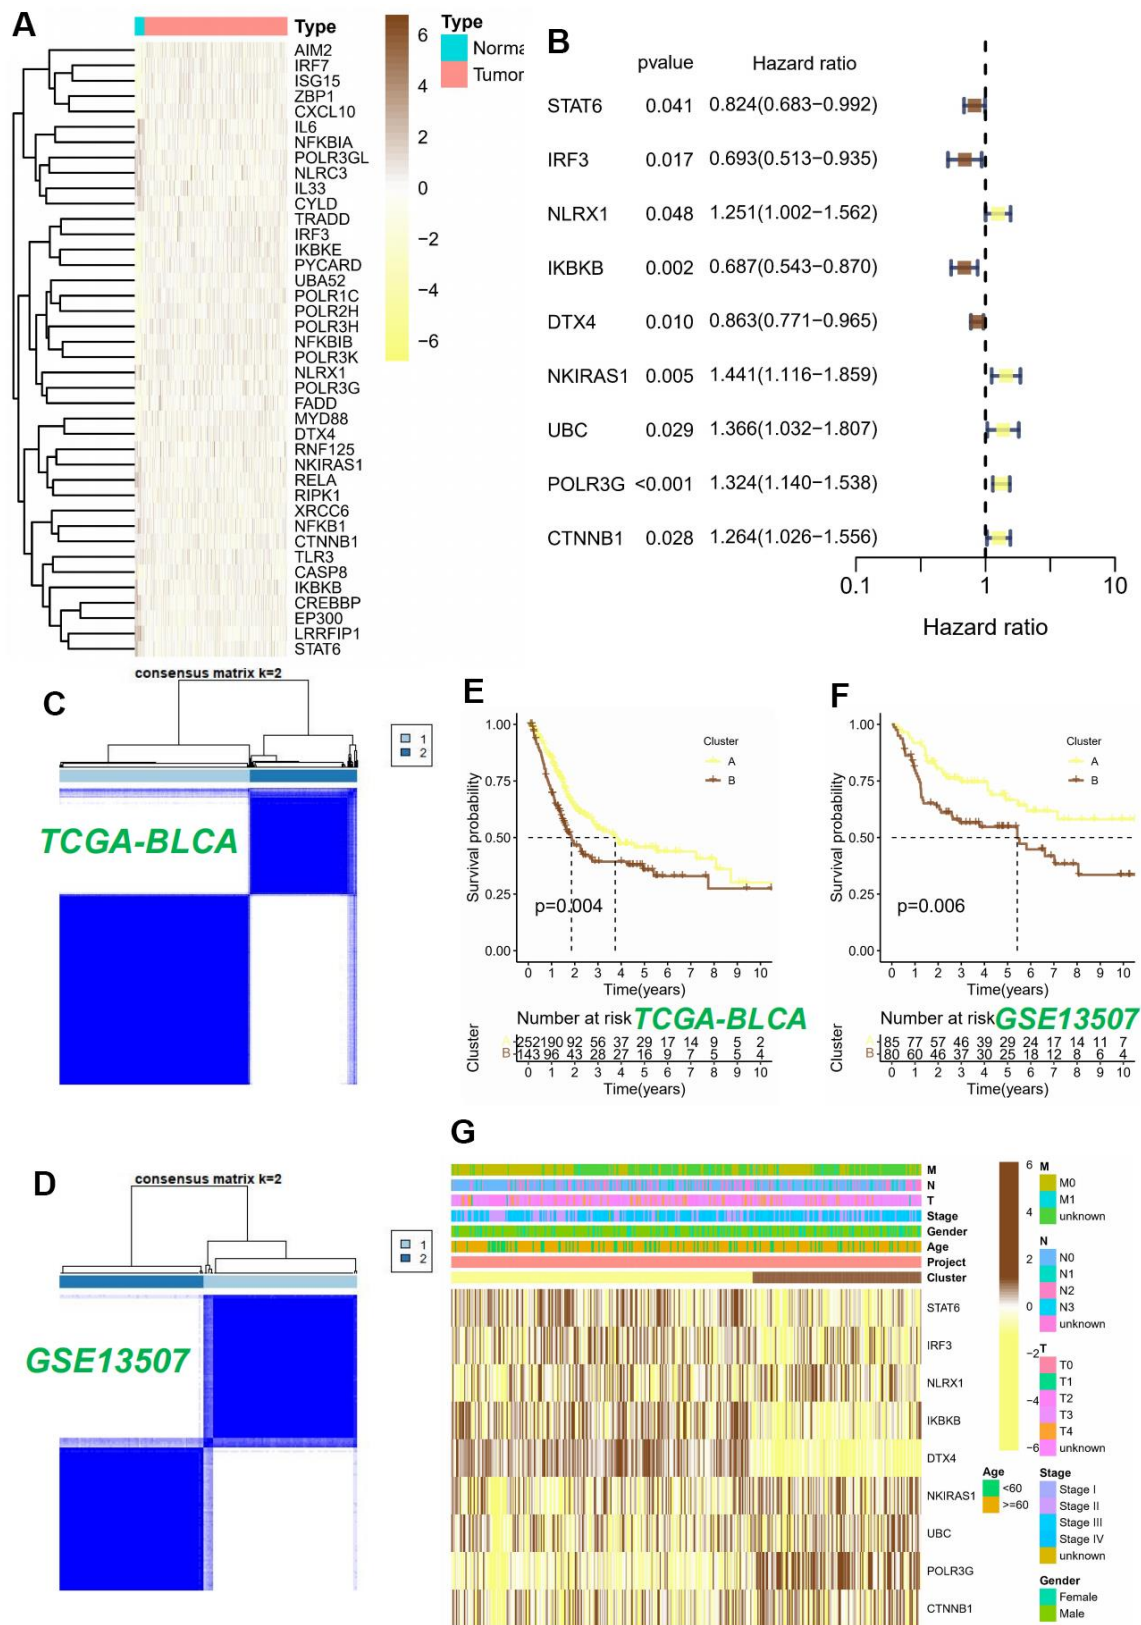 A
Type
AIM2
IRF7
ISG15
ZBP1
CXCL10
IL6
NFKBIA
POLR3GL
NLRC3
IL33
CYLD
TRADD
IRF3
IKBKE
PYCARD
UBA52
POLR1C
POLR2H
POLR3H
NFKBIB
POLR3K
NLRX1
POLR3G
FADD
MYD88
DTX4
RNF125
NKIRAS1
RELA
RIPK1
XRCC6
NFKB1
CTNNB1
TLR3
CASP8
IKBKB
CREBBP
EP300
LRRFIP1
STAT6
6
4
2
0
−2
−4
−6
Type
Norma
Tumor
B
pvalue Hazard ratio
STAT6 0.041 0.824(0.683−0.992)
IRF3 0.017 0.693(0.513−0.935)
NLRX1 0.048 1.251(1.002−1.562)
IKBKB 0.002 0.687(0.543−0.870)
DTX4 0.010 0.863(0.771−0.965)
NKIRAS1 0.005 1.441(1.116−1.859)
UBC 0.029 1.366(1.032−1.807)
POLR3G <0.001 1.324(1.140−1.538)
CTNNB1 0.028 1.264(1.026−1.556)
0.1 1 10
Hazard ratio
C
consensus matrix k=2
1
2
TCGA-BLCA
E
Survival probability
1.00
0.75
0.50
0.25
0.00
Cluster
A
B
p=0.004
0 1 2 3 4 5 6 7 8 9 10
Time(years)
Number at risk TCGA-BLCA
Cluster
A 252 190 92 56 37 29 17 14 9 5 2
B 143 96 43 28 27 16 9 7 5 5 4
0 1 2 3 4 5 6 7 8 9 10
Time(years)
F
Survival probability
1.00
0.75
0.50
0.25
0.00
Cluster
A
B
p=0.006
0 1 2 3 4 5 6 7 8 9 10
Time(years)
Number at risk GSE13507
Cluster
A 85 77 57 46 39 29 24 17 14 11 7
B 80 60 46 37 30 25 18 12 8 6 4
0 1 2 3 4 5 6 7 8 9 10
Time(years)
D
consensus matrix k=2
1
2
GSE13507
G
M
N
T
Stage
Gender
Age
Project
Cluster
STAT6
IRF3
NLRX1
IKBKB
DTX4
NKIRAS1
UBC
POLR3G
CTNNB1
6
4
2
0
−2
−4
−6
Age
<60
>=60
M
M0
M1
unknown
N
N0
N1
N2
N3
unknown
T
T0
T1
T2
T3
T4
unknown
Stage
Stage I
Stage II
Stage III
Stage IV
unknown
Gender
Female
Male